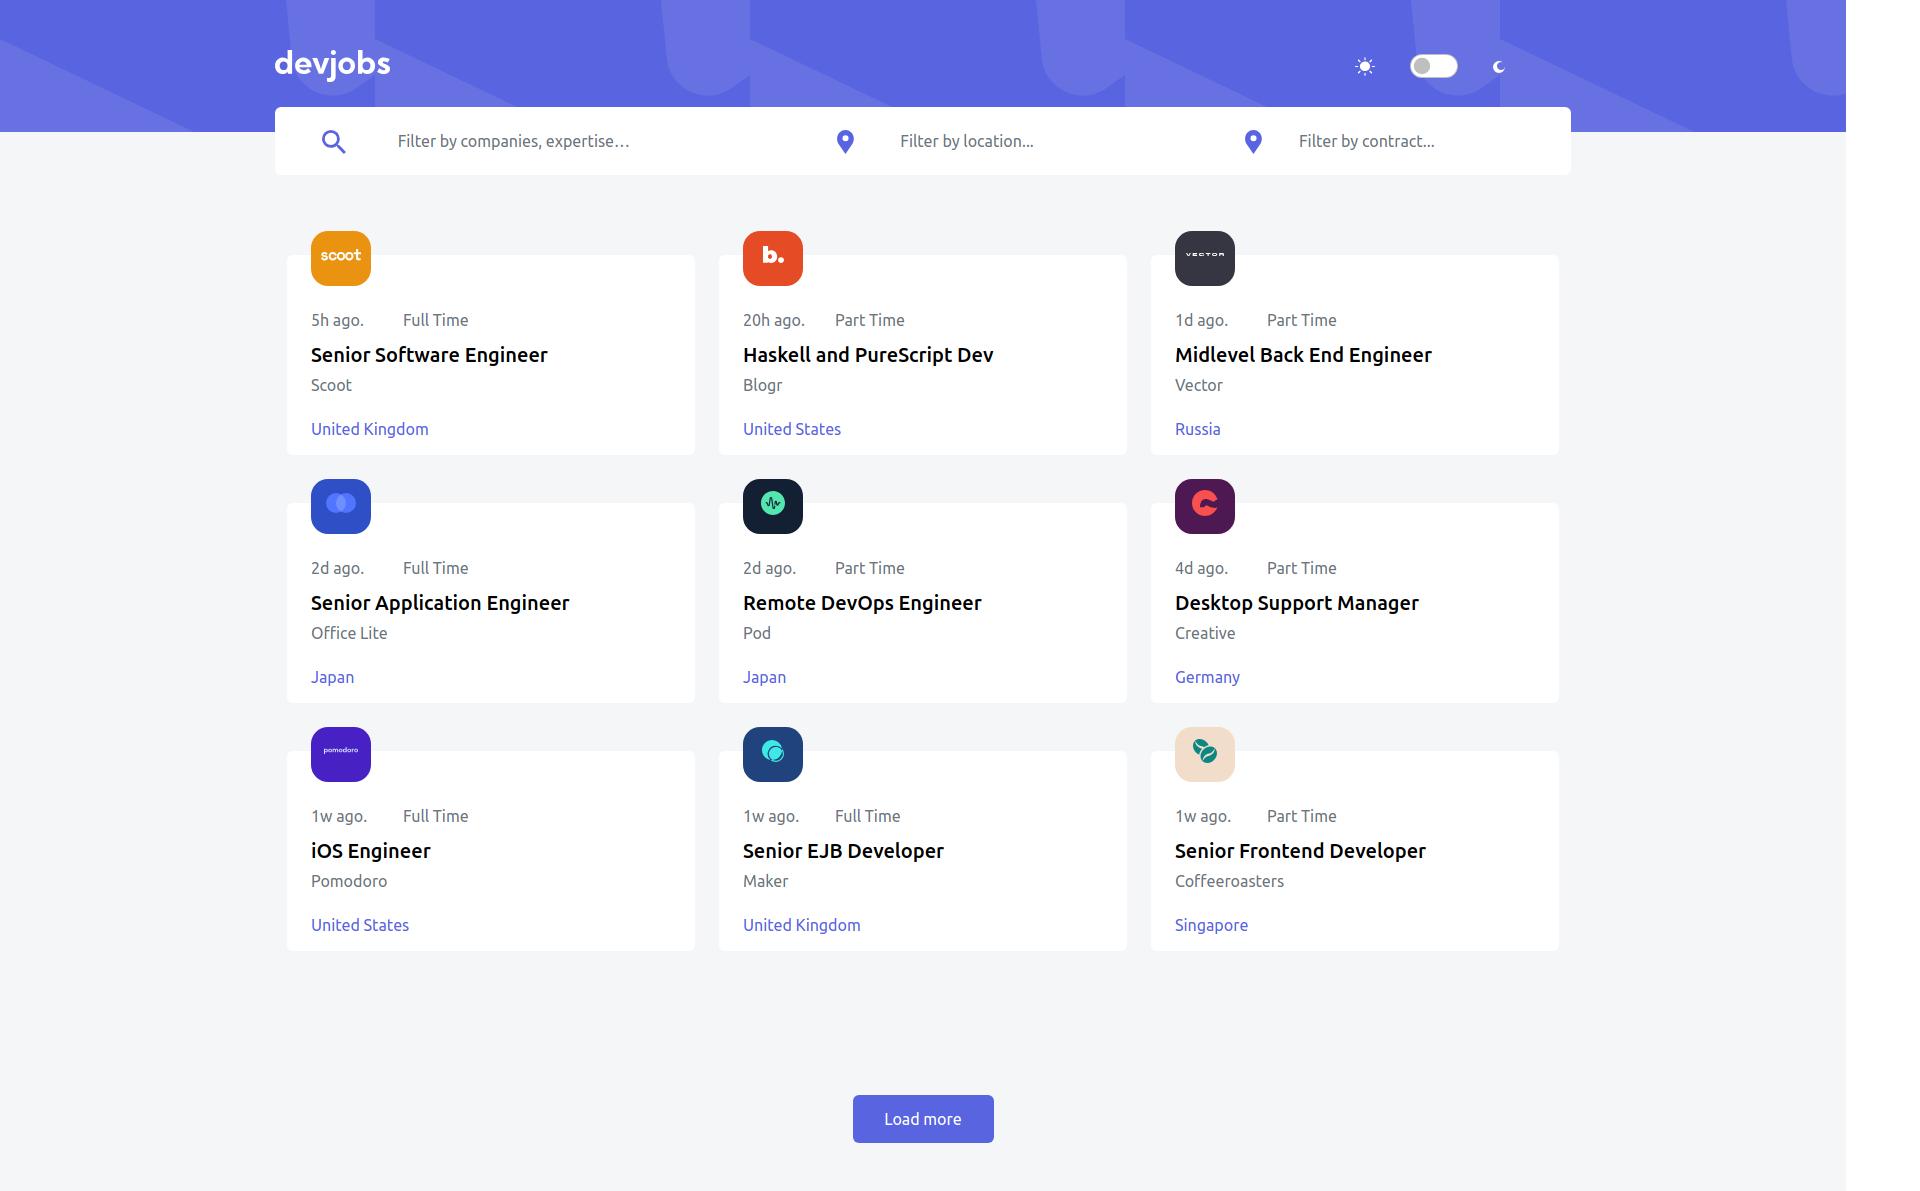 devjobs
Filter by companies, expertise… Filter by location... Filter by contract...
scoot b. VECTOR
5h ago. Full Time 20h ago. Part Time 1d ago. Part Time
Senior Software Engineer Haskell and PureScript Dev Midlevel Back End Engineer
Scoot Blogr Vector
United Kingdom United States Russia
2d ago. Full Time 2d ago. Part Time 4d ago. Part Time
Senior Application Engineer Remote DevOps Engineer Desktop Support Manager
Office Lite Pod Creative
Japan Japan Germany
pomodoro
1w ago. Full Time 1w ago. Full Time 1w ago. Part Time
iOS Engineer Senior EJB Developer Senior Frontend Developer
Pomodoro Maker Coffeeroasters
United States United Kingdom Singapore
Load more